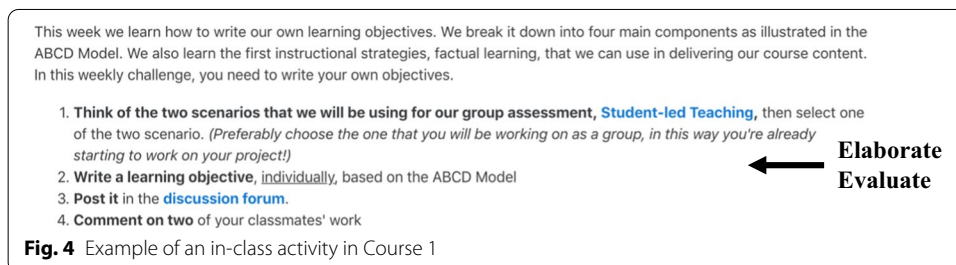 This week we learn how to write our own learning objectives. We break it down into four main components as illustrated in the
ABCD Model. We also learn the first instructional strategies, factual learning, that we can use in delivering our course content.
In this weekly challenge, you need to write your own objectives.
1. Think of the two scenarios that we will be using for our group assessment, Student-led Teaching, then select one
of the two scenario. (Preferably choose the one that you will be working on as a group, in this way you're already
starting to work on your project!)
2. Write a learning objective, individually, based on the ABCD Model
3. Post it in the discussion forum.
4. Comment on two of your classmates' work
Elaborate
Evaluate
Fig. 4 Example of an in-class activity in Course 1